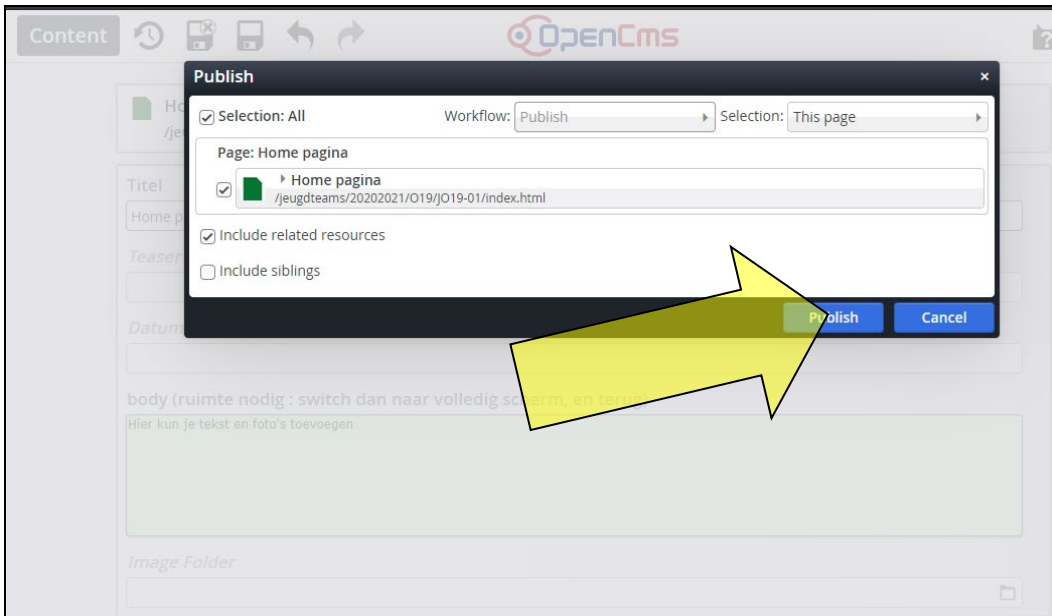 Content
OpenCms
Publish
×
Selection: All Workflow: Publish Selection: This page
Page: Home pagina
Home pagina
/jeugdteams/20202021/O19/JO19-01/index.html
Include related resources
Include siblings
Publish Cancel
Titel
Home p
Teaser
Datum
body (ruimte nodig : switch dan naar volledig scherm, en terug)
Hier kun je tekst en foto's toevoegen
Image Folder